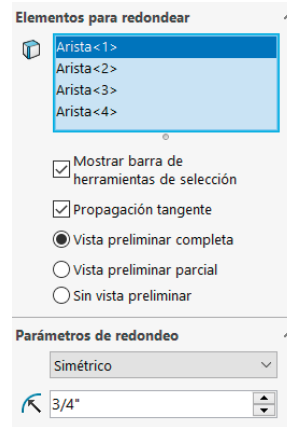 Elementos para redondear
Arista<1>
Arista<2>
Arista<3>
Arista<4>
Mostrar barra de
herramientas de selección
Propagación tangente
Vista preliminar completa
Vista preliminar parcial
Sin vista preliminar
Parámetros de redondeo
Simétrico
3/4"